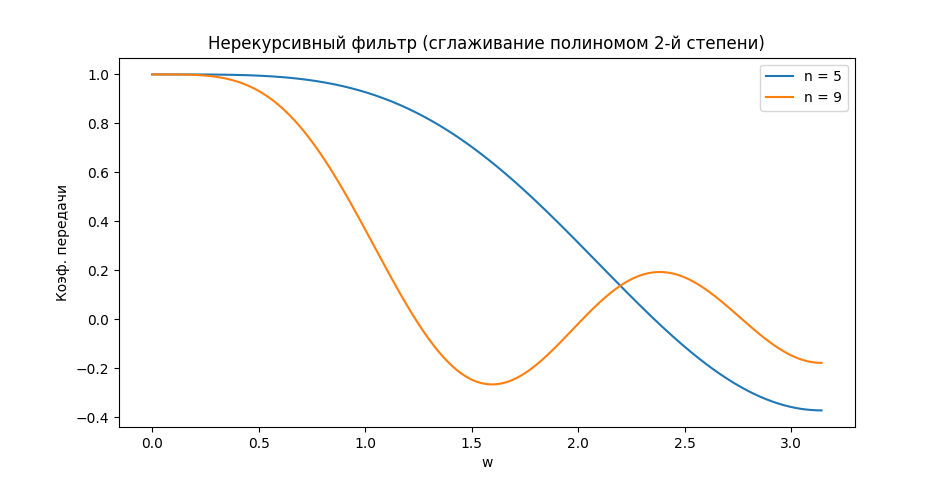 Нерекурсивный фильтр (сглаживание полиномом 2-й степени)
n = 5
n = 9
Коэф. передачи
1.0
0.8
0.6
0.4
0.2
0.0
−0.2
−0.4
0.0 0.5 1.0 1.5 2.0 2.5 3.0
w